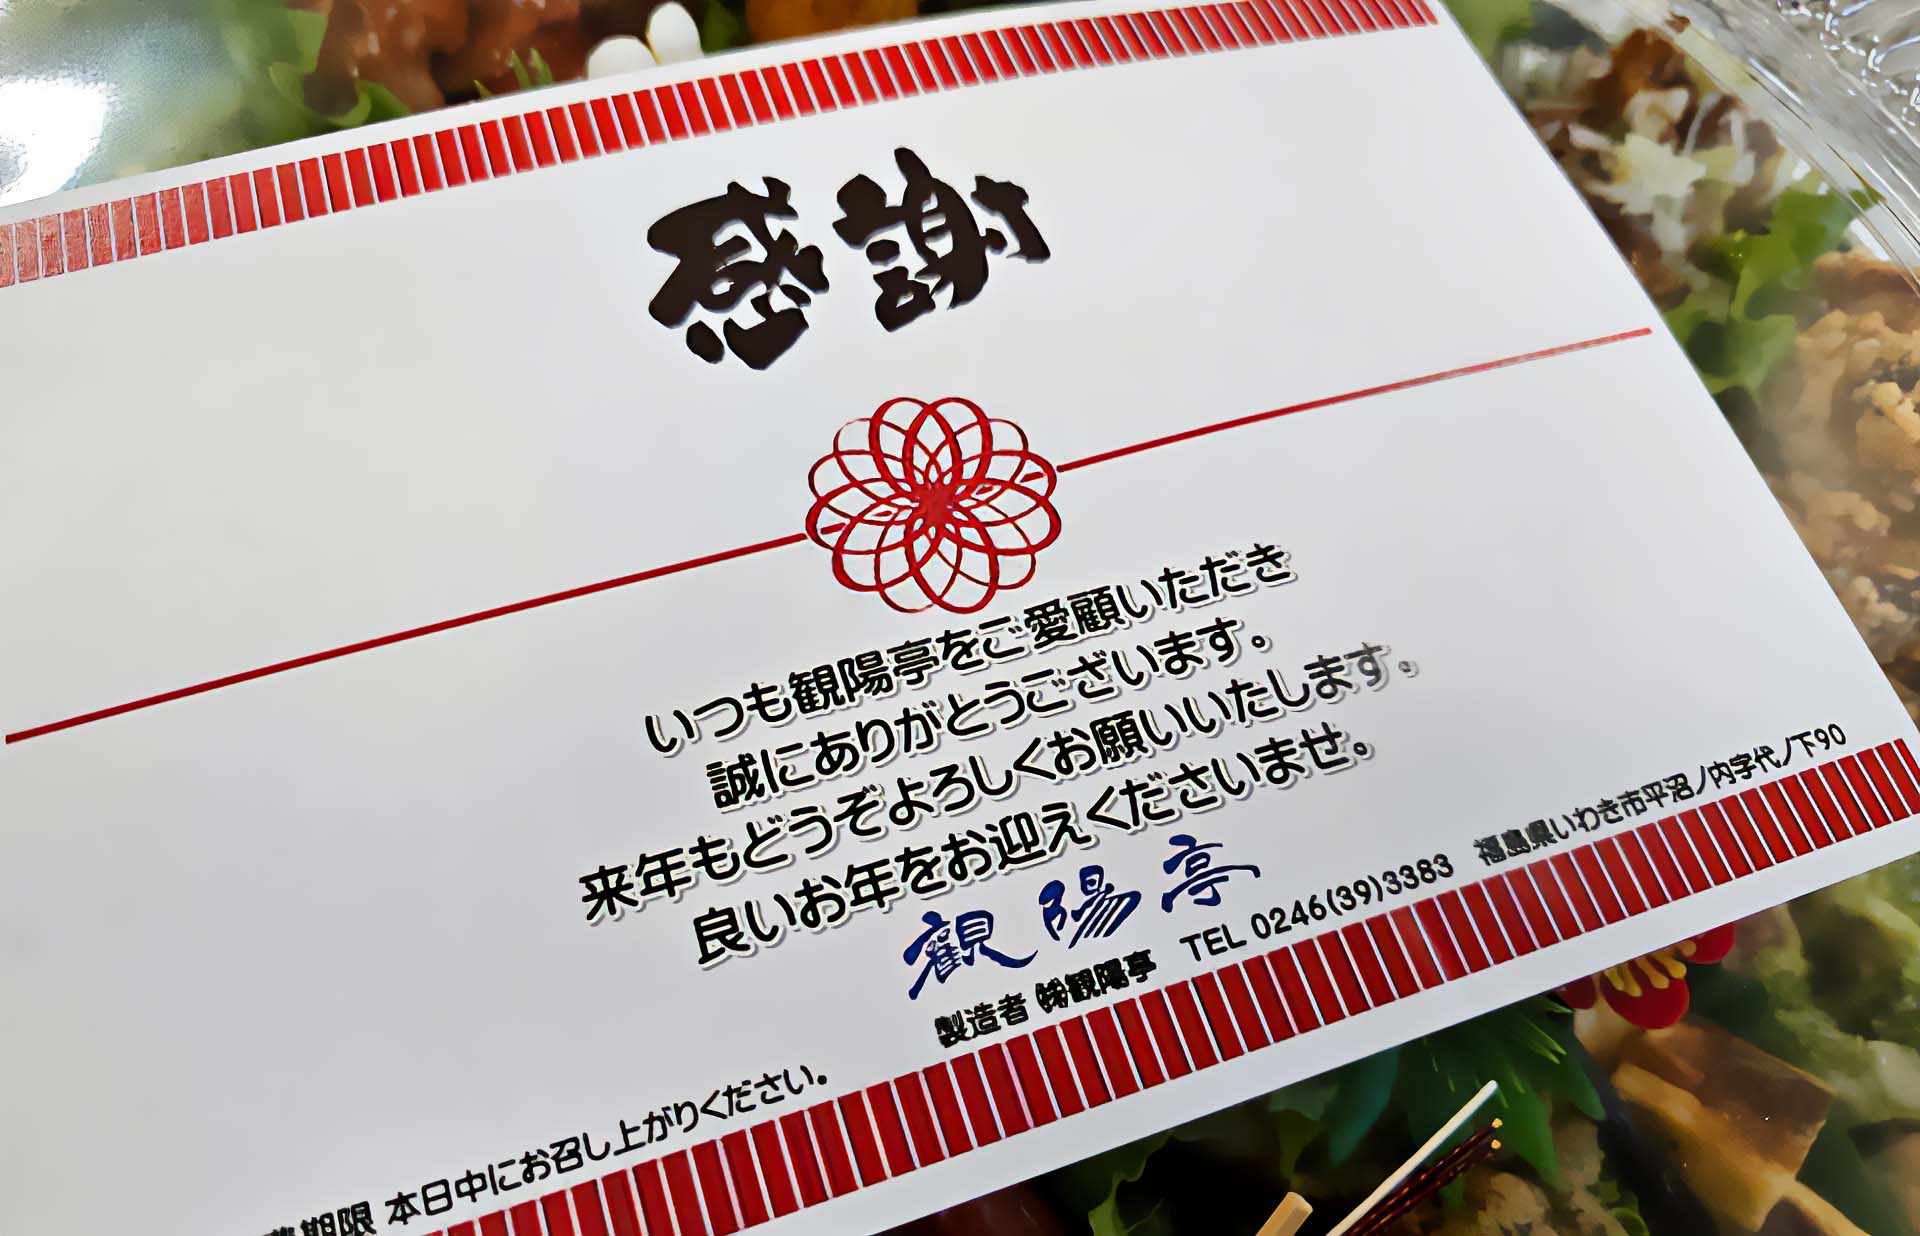 感謝
いつも観陽亭をご愛顧いただき
誠にありがとうございます。
来年もどうぞよろしくお願いいたします。
良いお年をお迎えくださいませ。
観陽亭
製造者 ㈱観陽亭 TEL 0246(39)3383 福島県いわき市平沼ノ内字代ノ下90
期限 本日中にお召し上がりください。